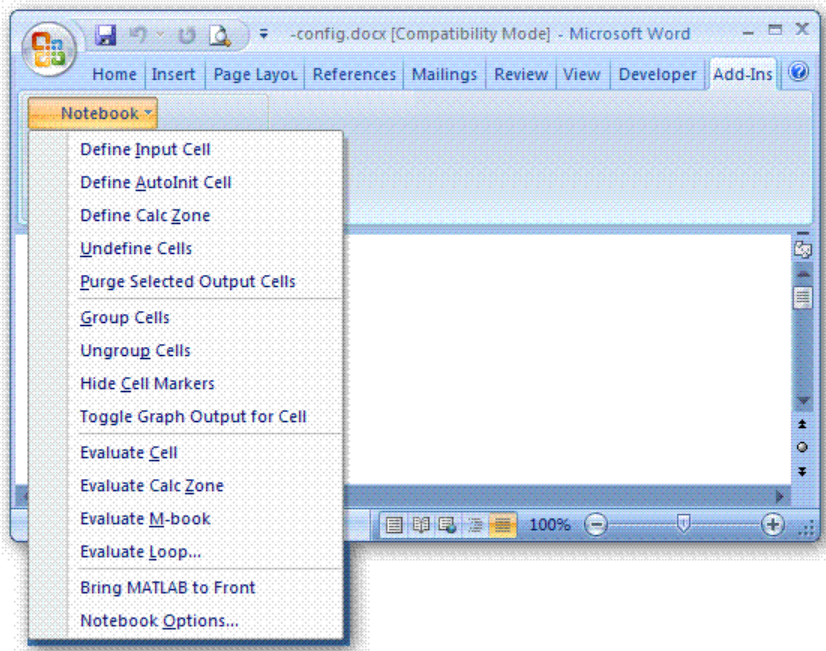 -config.docx [Compatibility Mode] - Microsoft Word
Home Insert Page Layou References Mailings Review View Developer Add-Ins
Notebook
Define Input Cell
Define AutoInit Cell
Define Calc Zone
Undefine Cells
Purge Selected Output Cells
Group Cells
Ungroup Cells
Hide Cell Markers
Toggle Graph Output for Cell
Evaluate Cell
Evaluate Calc Zone
Evaluate M-book
Evaluate Loop...
Bring MATLAB to Front
Notebook Options...
100%